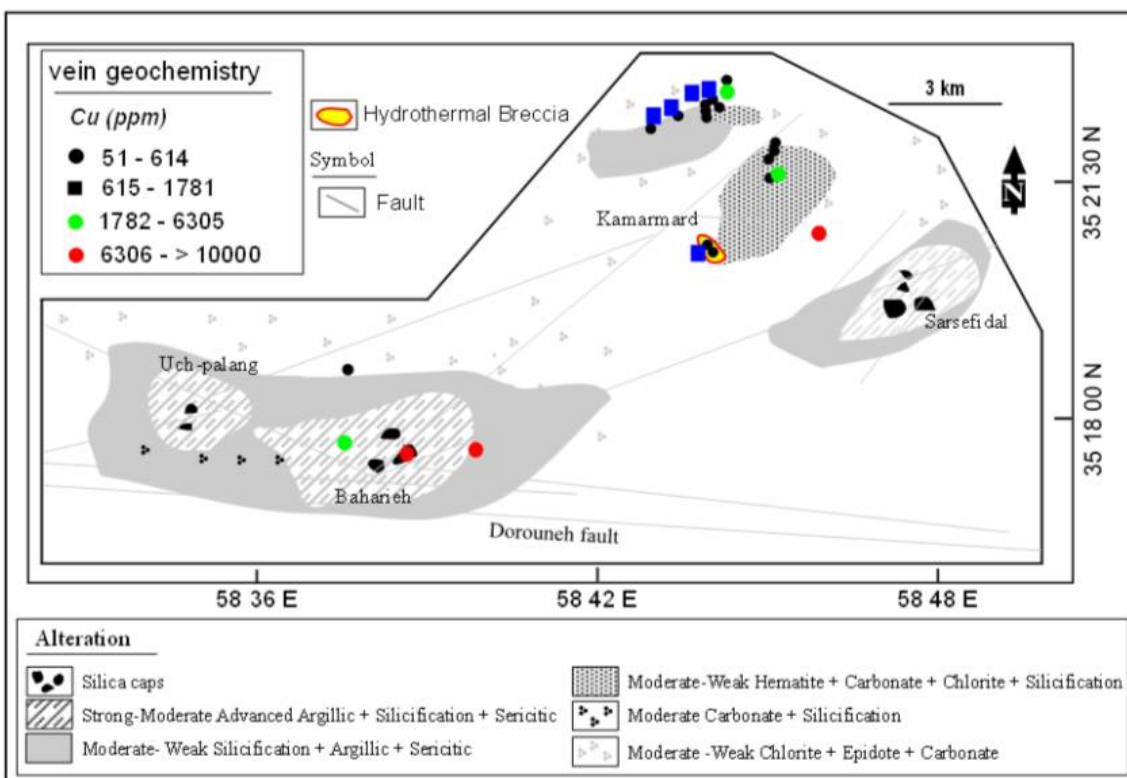 vein geochemistry
Cu (ppm)
51 - 614
615 - 1781
1782 - 6305
6306 - > 10000
Hydrothermal Breccia
Symbol
Fault
3 km
N
Kamarmard
Sarsefidal
Uch-palang
Baharieh
Dorouneh fault
35 21 30 N
35 18 00 N
58 36 E
58 42 E
58 48 E
Alteration
Silica caps
Strong-Moderate Advanced Argillic + Silicification + Sericitic
Moderate- Weak Silicification + Argillic + Sericitic
Moderate-Weak Hematite + Carbonate + Chlorite + Silicification
Moderate Carbonate + Silicification
Moderate -Weak Chlorite + Epidote + Carbonate